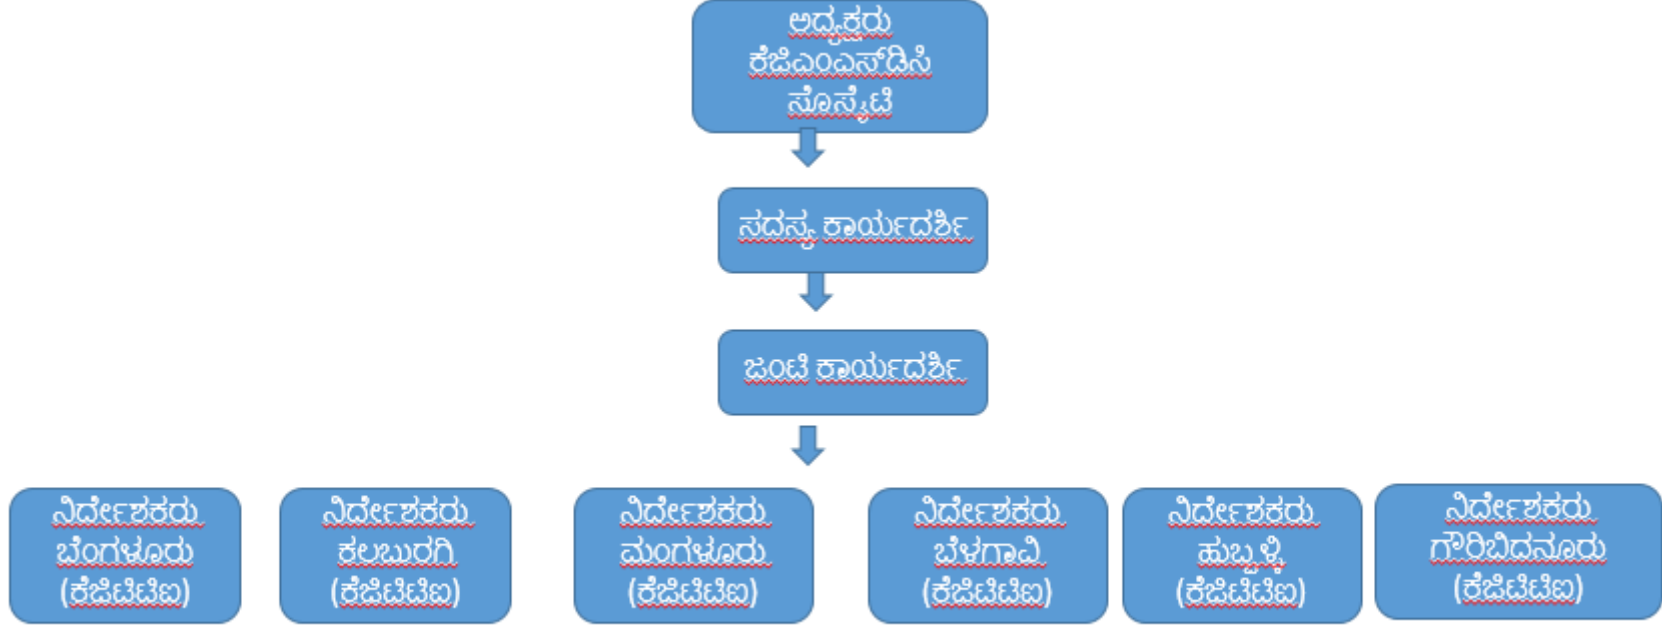 ಅಧ್ಯಕ್ಷರು
ಕೆಜಿಎಂಎಸ್‌ಡಿಸಿ
ಸೊಸೈಟಿ
ಸದಸ್ಯ ಕಾರ್ಯದರ್ಶಿ
ಜಂಟಿ ಕಾರ್ಯದರ್ಶಿ
ನಿರ್ದೇಶಕರು
ಬೆಂಗಳೂರು
(ಕೆಜಿಟಿಟಿಐ)
ನಿರ್ದೇಶಕರು
ಕಲಬುರಗಿ
(ಕೆಜಿಟಿಟಿಐ)
ನಿರ್ದೇಶಕರು
ಮಂಗಳೂರು
(ಕೆಜಿಟಿಟಿಐ)
ನಿರ್ದೇಶಕರು
ಬೆಳಗಾವಿ
(ಕೆಜಿಟಿಟಿಐ)
ನಿರ್ದೇಶಕರು
ಹುಬ್ಬಳ್ಳಿ
(ಕೆಜಿಟಿಟಿಐ)
ನಿರ್ದೇಶಕರು
ಗೌರಿಬಿದನೂರು
(ಕೆಜಿಟಿಟಿಐ)